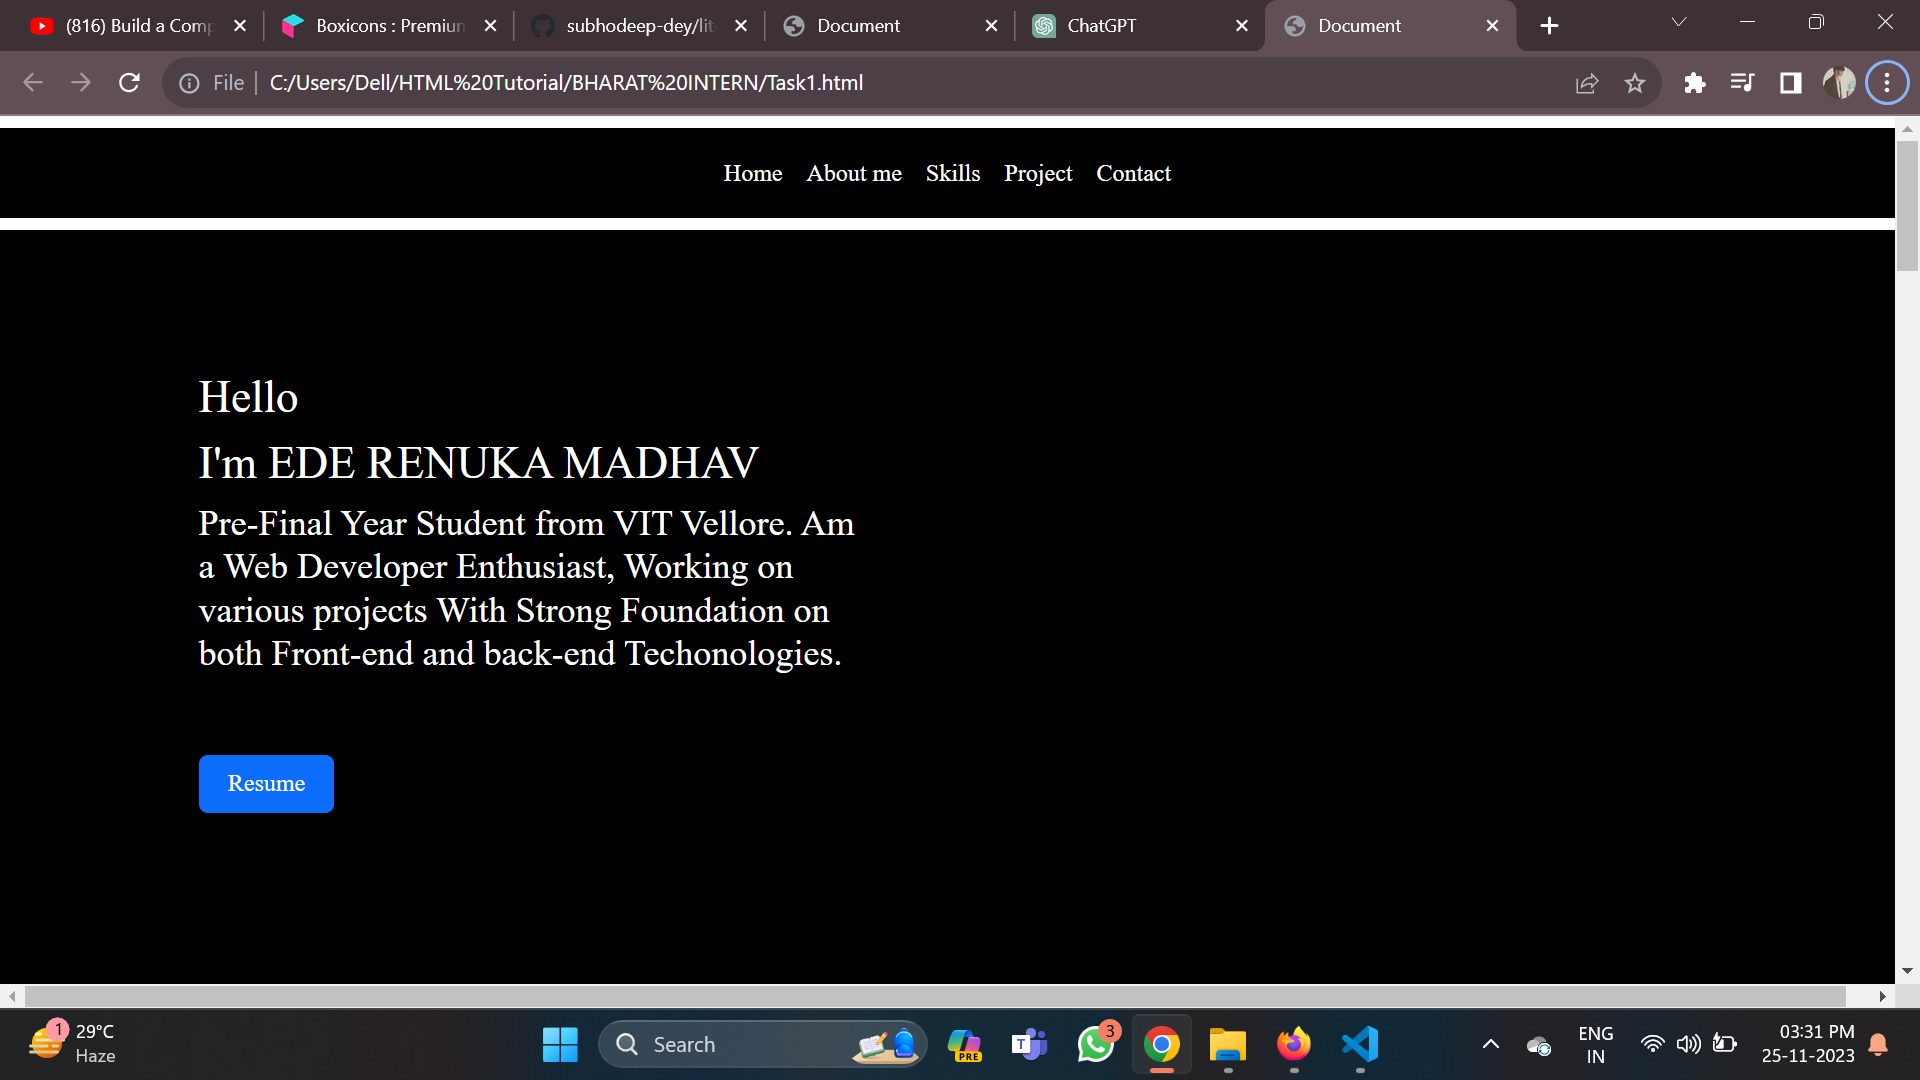 (816) Build a Comp
Boxicons : Premium
subhodeep-dey/lit
Document
ChatGPT
Document
File
C:/Users/Dell/HTML%20Tutorial/BHARAT%20INTERN/Task1.html
Home About me Skills Project Contact
Hello
I'm EDE RENUKA MADHAV
Pre-Final Year Student from VIT Vellore. Am
a Web Developer Enthusiast, Working on
various projects With Strong Foundation on
both Front-end and back-end Techonologies.
Resume
1
29°C
Haze
Search
PRE
T
3
ENG
IN
03:31 PM
25-11-2023